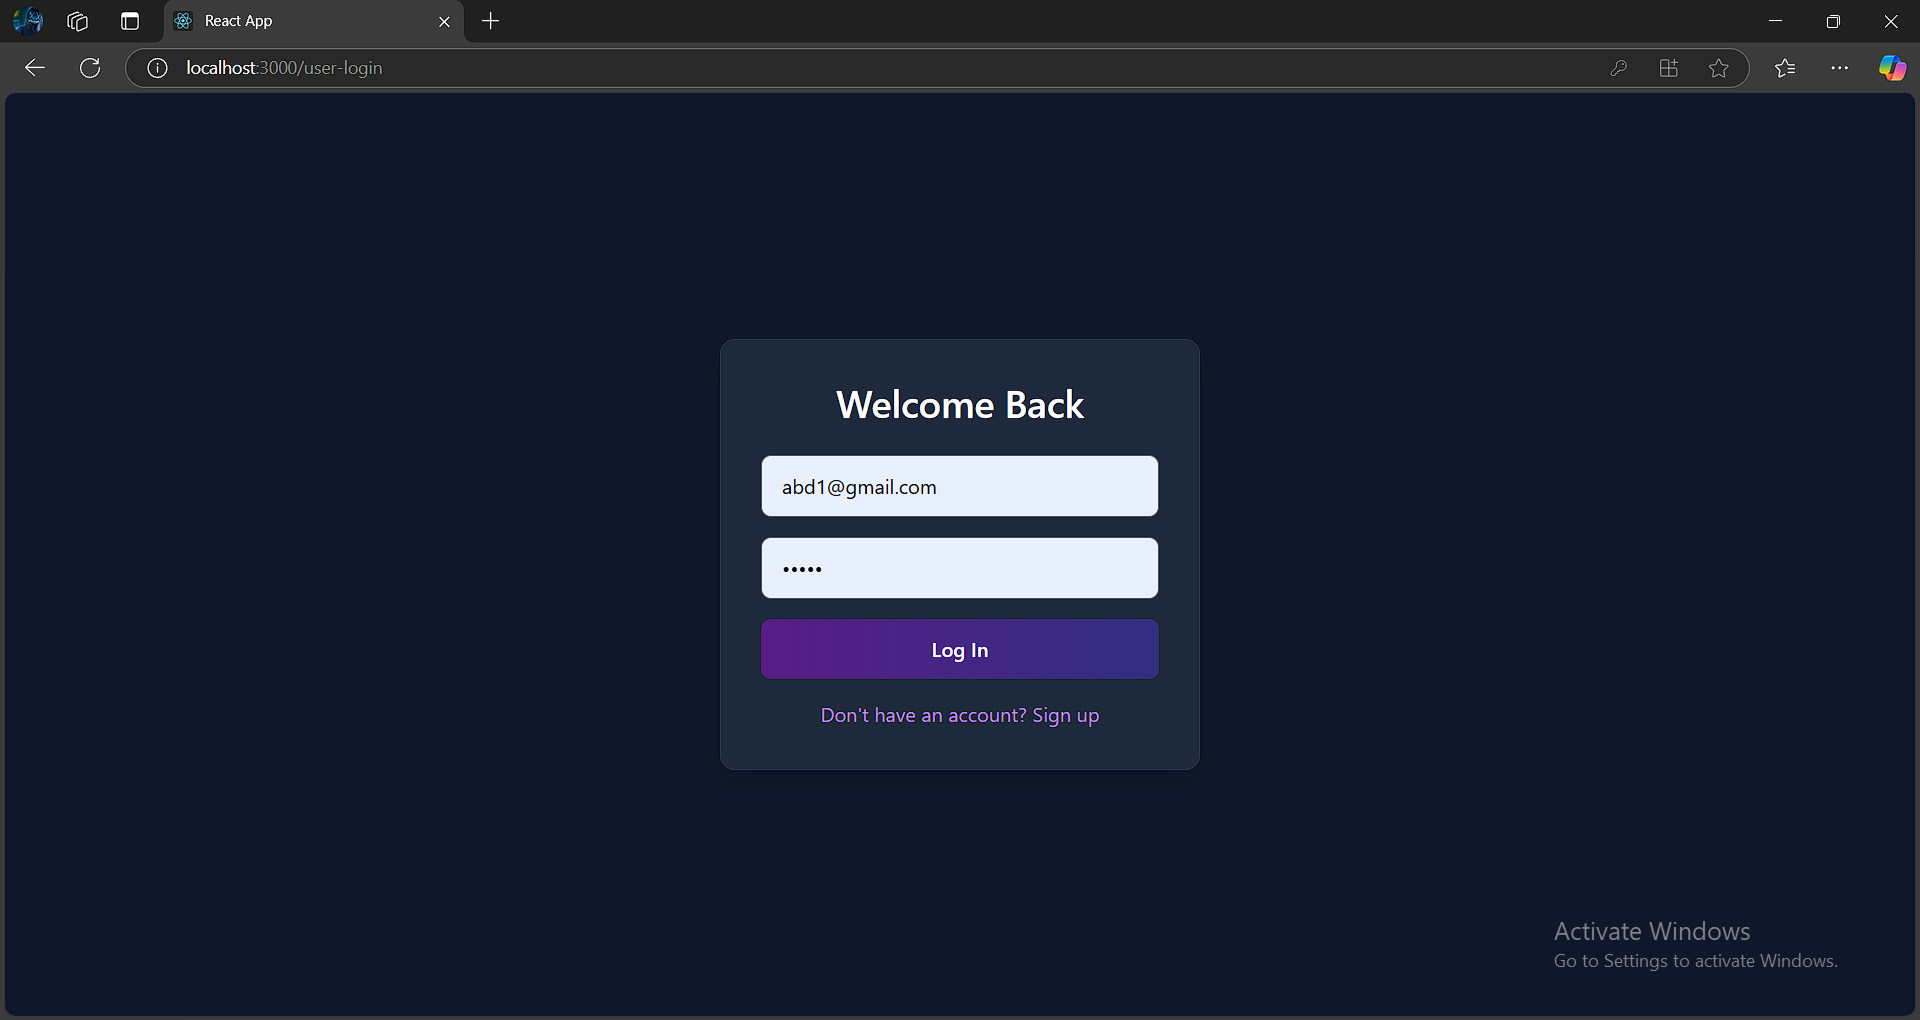 React App
localhost:3000/user-login
Welcome Back
abd1@gmail.com
•••••
Log In
Don't have an account? Sign up
Activate Windows
Go to Settings to activate Windows.